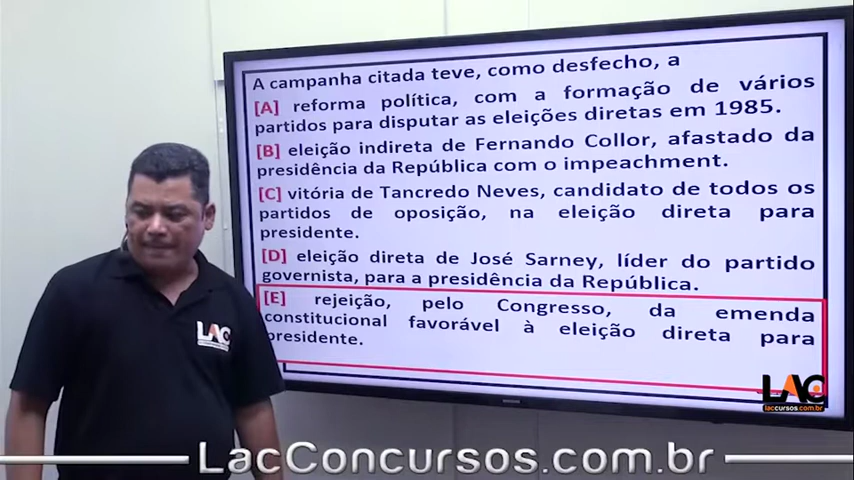 A campanha citada teve, como desfecho, a
[A] reforma política, com a formação de vários
partidos para disputar as eleições diretas em 1985.
[B] eleição indireta de Fernando Collor, afastado da
presidência da República com o impeachment.
[C] vitória de Tancredo Neves, candidato de todos os
partidos de oposição, na eleição direta para
presidente.
[D] eleição direta de José Sarney, líder do partido
governista, para a presidência da República.
[E] rejeição, pelo Congresso, da emenda
constitucional favorável à eleição direta para
presidente.
LAC
LAC
laccursos.com.br
LacConcursos.com.br